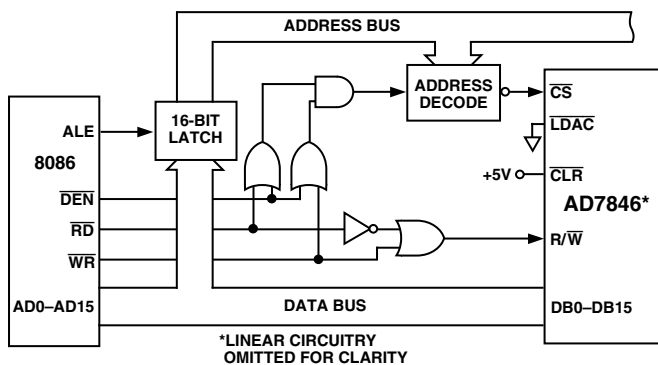 ADDRESS BUS
16-BIT
LATCH
ADDRESS
DECODE
ALE
8086
DEN
RD
WR
AD0–AD15
CS
LDAC
+5V
CLR
AD7846*
R/W
DB0–DB15
DATA BUS
*LINEAR CIRCUITRY
OMITTED FOR CLARITY